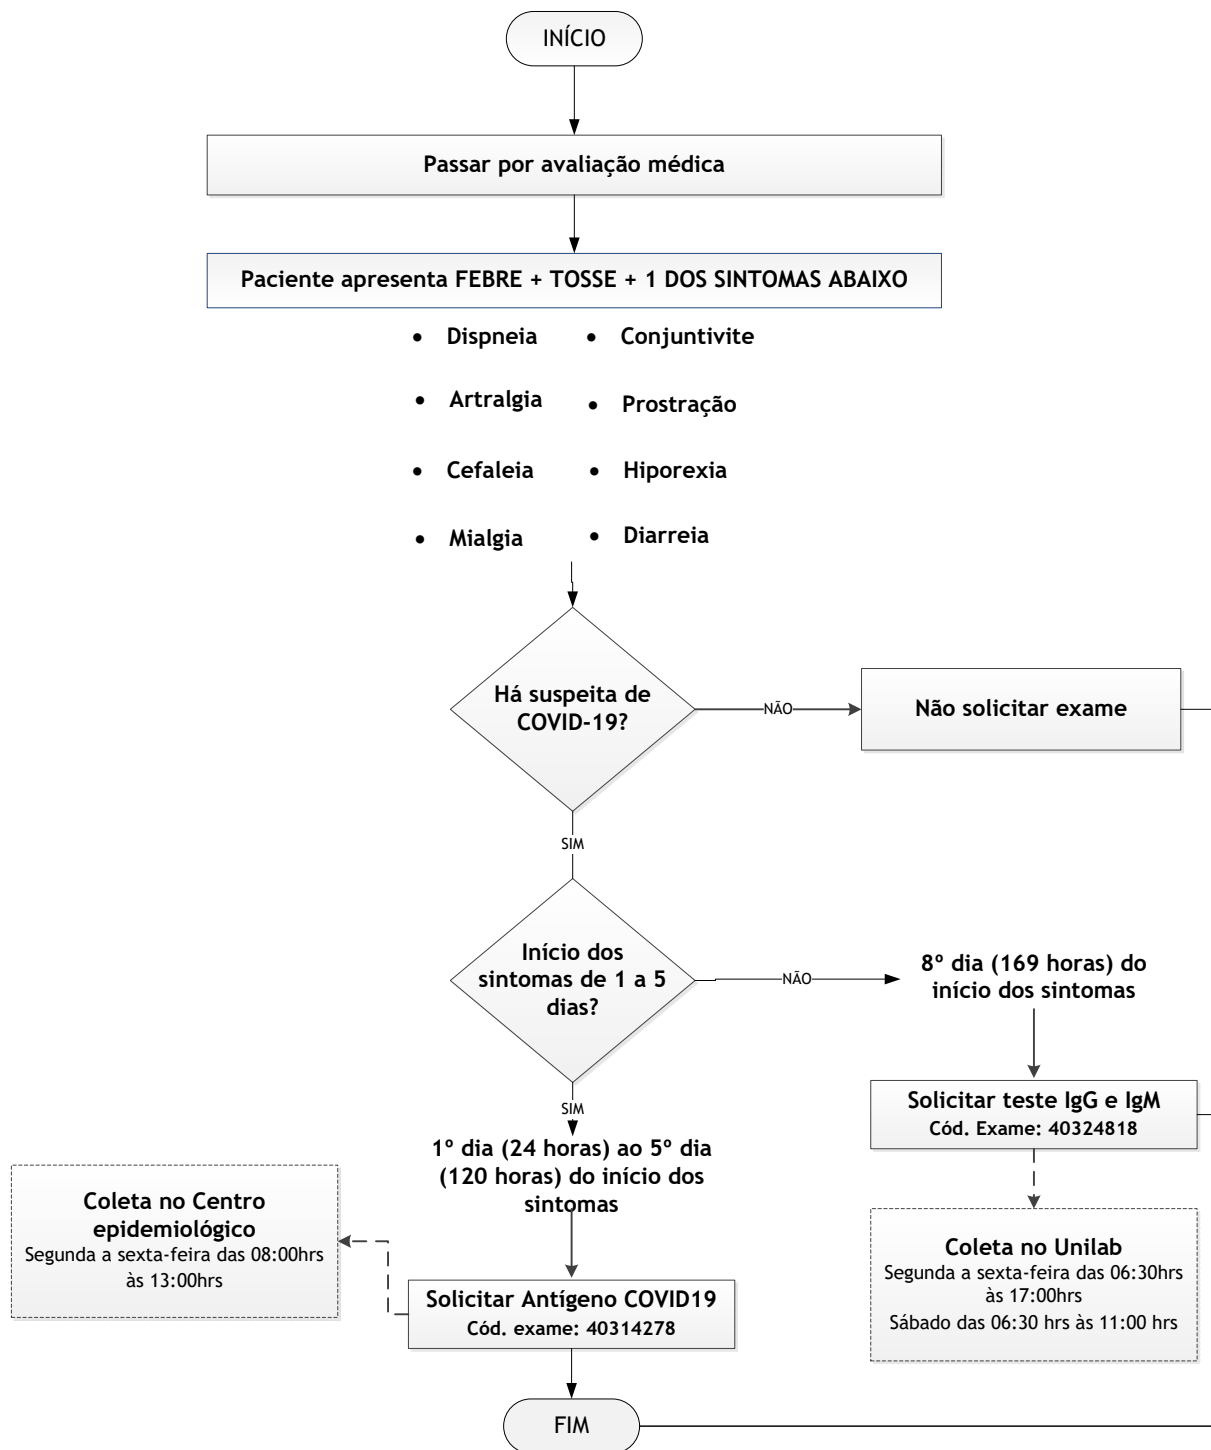 INÍCIO
Passar por avaliação médica
Paciente apresenta FEBRE + TOSSE + 1 DOS SINTOMAS ABAIXO
• Dispneia
• Conjuntivite
• Artralgia
• Prostração
• Cefaleia
• Hiporexia
• Mialgia
• Diarreia
Há suspeita de
COVID-19?
NÃO
Não solicitar exame
SIM
Início dos
sintomas de 1 a 5
dias?
NÃO
8º dia (169 horas) do
início dos sintomas
Solicitar teste IgG e IgM
Cód. Exame: 40324818
Coleta no Unilab
Segunda a sexta-feira das 06:30hrs
às 17:00hrs
Sábado das 06:30 hrs às 11:00 hrs
SIM
1º dia (24 horas) ao 5º dia
(120 horas) do início dos
sintomas
Coleta no Centro
epidemiológico
Segunda a sexta-feira das 08:00hrs
às 13:00hrs
Solicitar Antígeno COVID19
Cód. exame: 40314278
FIM